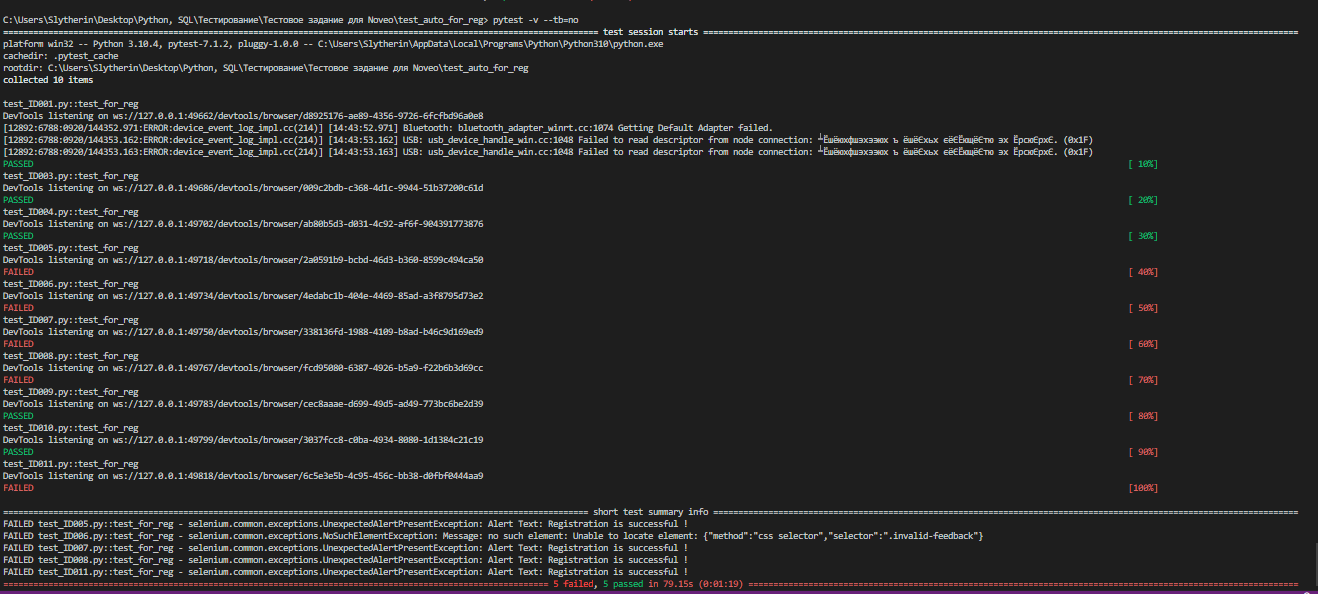 C:\Users\Slytherin\Desktop\Python, SQL\Тестирование\Тестовое задание для Noveo\test_auto_for_reg> pytest -v --tb=no
test session starts
platform win32 -- Python 3.10.4, pytest-7.1.2, pluggy-1.0.0 -- C:\Users\Slytherin\AppData\Local\Programs\Python\Python310\python.exe
cachedir: .pytest_cache
rootdir: C:\Users\Slytherin\Desktop\Python, SQL\Тестирование\Тестовое задание для Noveo\test_auto_for_reg
collected 10 items
test_ID001.py::test_for_reg
DevTools listening on ws://127.0.0.1:49662/devtools/browser/d8925176-ae89-4356-9726-6fcfbd96a0e8
[12892:6788:0920/144352.971:ERROR:device_event_log_impl.cc(214)] [14:43:52.971] Bluetooth: bluetooth_adapter_winrt.cc:1074 Getting Default Adapter failed.
[12892:6788:0920/144353.162:ERROR:device_event_log_impl.cc(214)] [14:43:53.162] USB: usb_device_handle_win.cc:1048 Failed to read descriptor from node connection: (0x1F)
[12892:6788:0920/144353.163:ERROR:device_event_log_impl.cc(214)] [14:43:53.163] USB: usb_device_handle_win.cc:1048 Failed to read descriptor from node connection: (0x1F)
PASSED [ 10%]
test_ID003.py::test_for_reg
DevTools listening on ws://127.0.0.1:49686/devtools/browser/009c2bdb-c368-4d1c-9944-51b37200c61d
PASSED [ 20%]
test_ID004.py::test_for_reg
DevTools listening on ws://127.0.0.1:49702/devtools/browser/ab80b5d3-d031-4c92-af6f-904391773876
PASSED [ 30%]
test_ID005.py::test_for_reg
DevTools listening on ws://127.0.0.1:49718/devtools/browser/2a0591b9-bcbd-46d3-b360-8599c494ca50
FAILED [ 40%]
test_ID006.py::test_for_reg
DevTools listening on ws://127.0.0.1:49734/devtools/browser/4edabc1b-404e-4469-85ad-a3f8795d73e2
FAILED [ 50%]
test_ID007.py::test_for_reg
DevTools listening on ws://127.0.0.1:49750/devtools/browser/338136fd-1988-4109-b8ad-b46c9d169ed9
FAILED [ 60%]
test_ID008.py::test_for_reg
DevTools listening on ws://127.0.0.1:49767/devtools/browser/fcd95080-6387-4926-b5a9-f22b6b3d69cc
FAILED [ 70%]
test_ID009.py::test_for_reg
DevTools listening on ws://127.0.0.1:49783/devtools/browser/cec8aaae-d699-49d5-ad49-773bc6be2d39
PASSED [ 80%]
test_ID010.py::test_for_reg
DevTools listening on ws://127.0.0.1:49799/devtools/browser/3037fcc8-c0ba-4934-8080-1d1384c21c19
PASSED [ 90%]
test_ID011.py::test_for_reg
DevTools listening on ws://127.0.0.1:49818/devtools/browser/6c5e3e5b-4c95-456c-bb38-d0fbf0444aa9
FAILED [100%]
short test summary info
FAILED test_ID005.py::test_for_reg - selenium.common.exceptions.UnexpectedAlertPresentException: Alert Text: Registration is successful !
FAILED test_ID006.py::test_for_reg - selenium.common.exceptions.NoSuchElementException: Message: no such element: Unable to locate element: {"method":"css selector","selector":".invalid-feedback"}
FAILED test_ID007.py::test_for_reg - selenium.common.exceptions.UnexpectedAlertPresentException: Alert Text: Registration is successful !
FAILED test_ID008.py::test_for_reg - selenium.common.exceptions.UnexpectedAlertPresentException: Alert Text: Registration is successful !
FAILED test_ID011.py::test_for_reg - selenium.common.exceptions.UnexpectedAlertPresentException: Alert Text: Registration is successful !
5 failed, 5 passed in 79.15s (0:01:19)